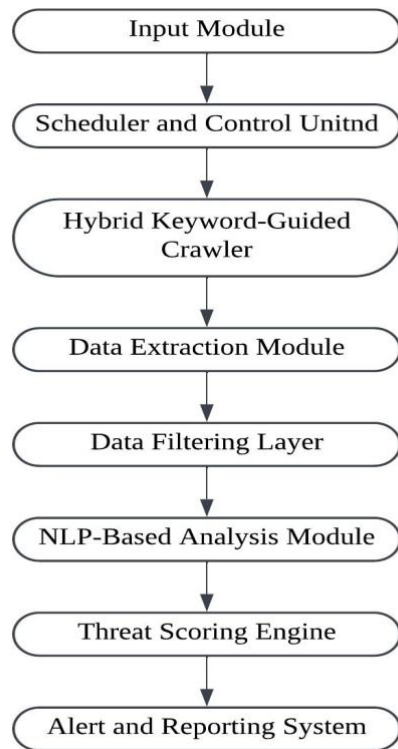 Input Module
Scheduler and Control Unitnd
Hybrid Keyword-Guided
Crawler
Data Extraction Module
Data Filtering Layer
NLP-Based Analysis Module
Threat Scoring Engine
Alert and Reporting System